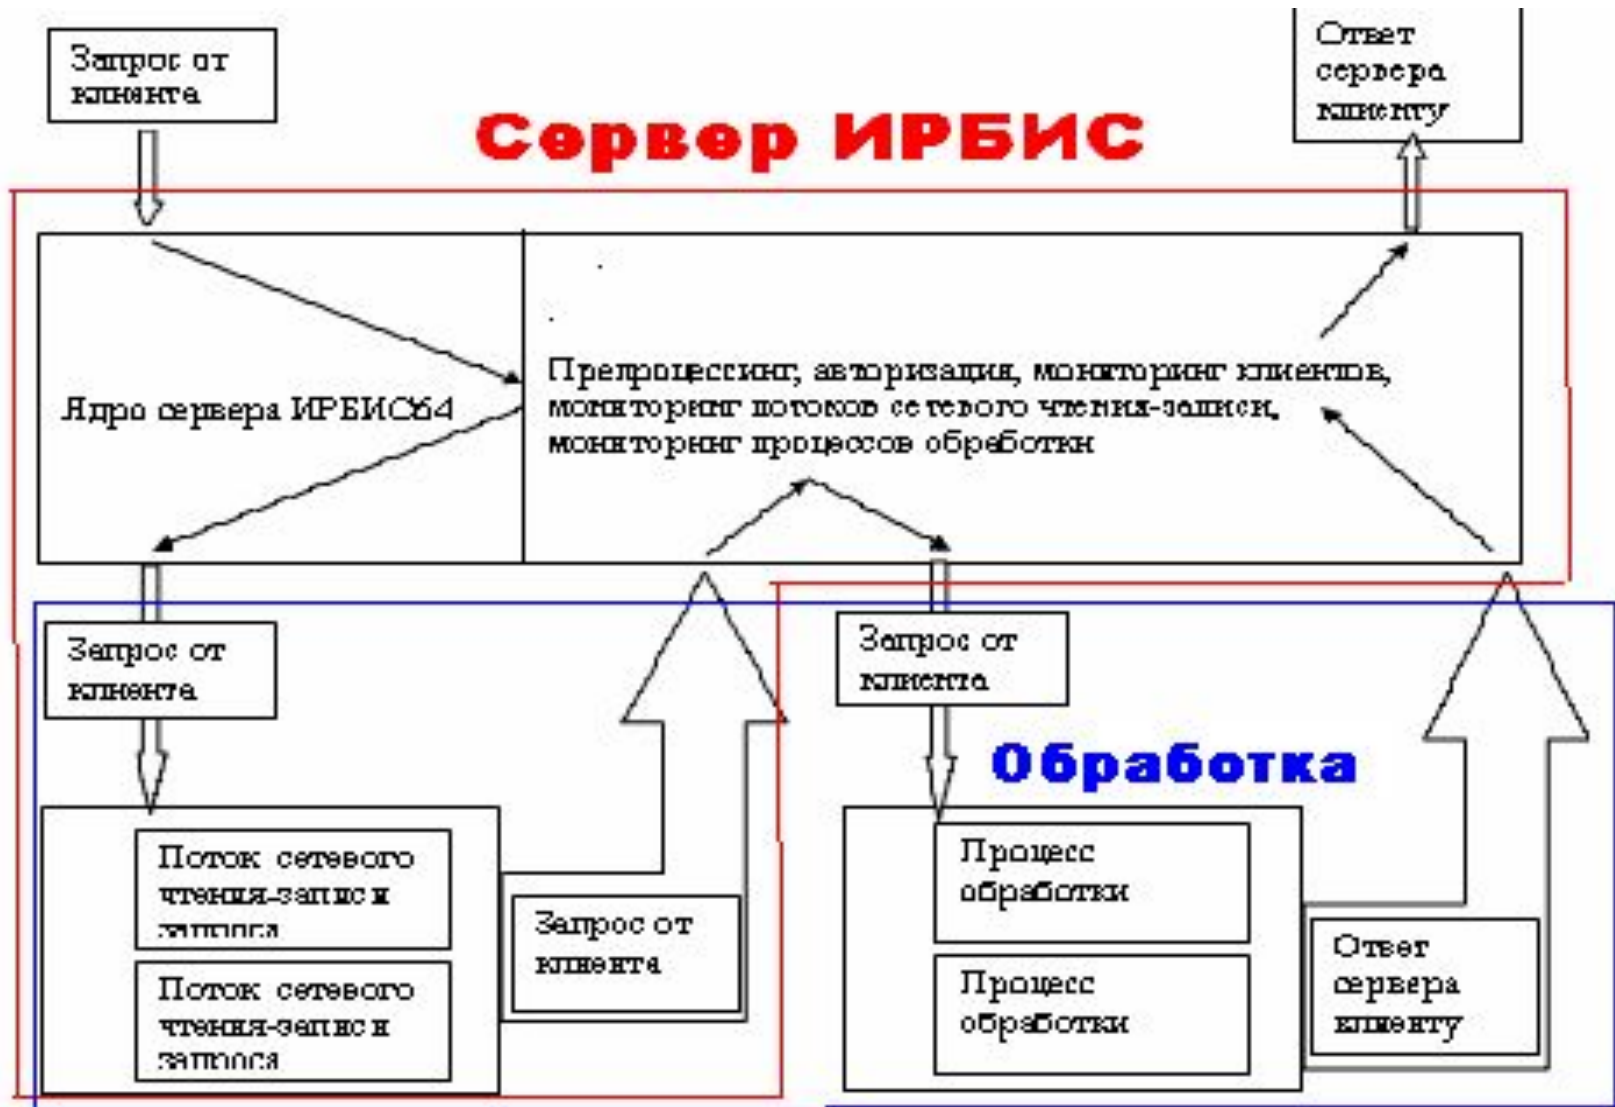 Запрос от
клиента
Ответ
сервера
клиенту
Сервер ИРБИС
Ядро сервера ИРБИС64
Препроцессинг, авторизация, мониторинг клиентов,
мониторинг потоков сетевого чтения-записи,
мониторинг процессов обработки
Запрос от
клиента
Запрос от
клиента
Обработка
Поток сетевого
чтения-записи
запроса
Поток сетевого
чтения-записи
запроса
Запрос от
клиента
Процесс
обработки
Процесс
обработки
Ответ
сервера
клиенту